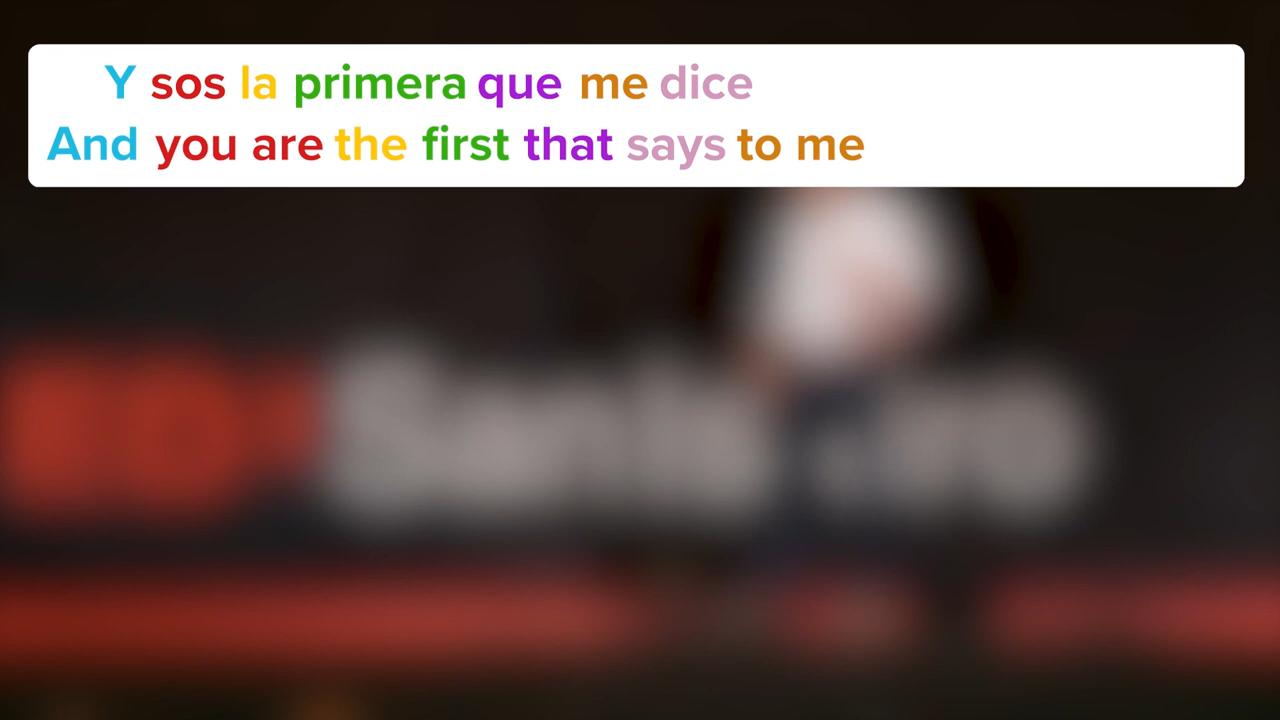 Y sos la primera que me dice
And you are the first that says to me